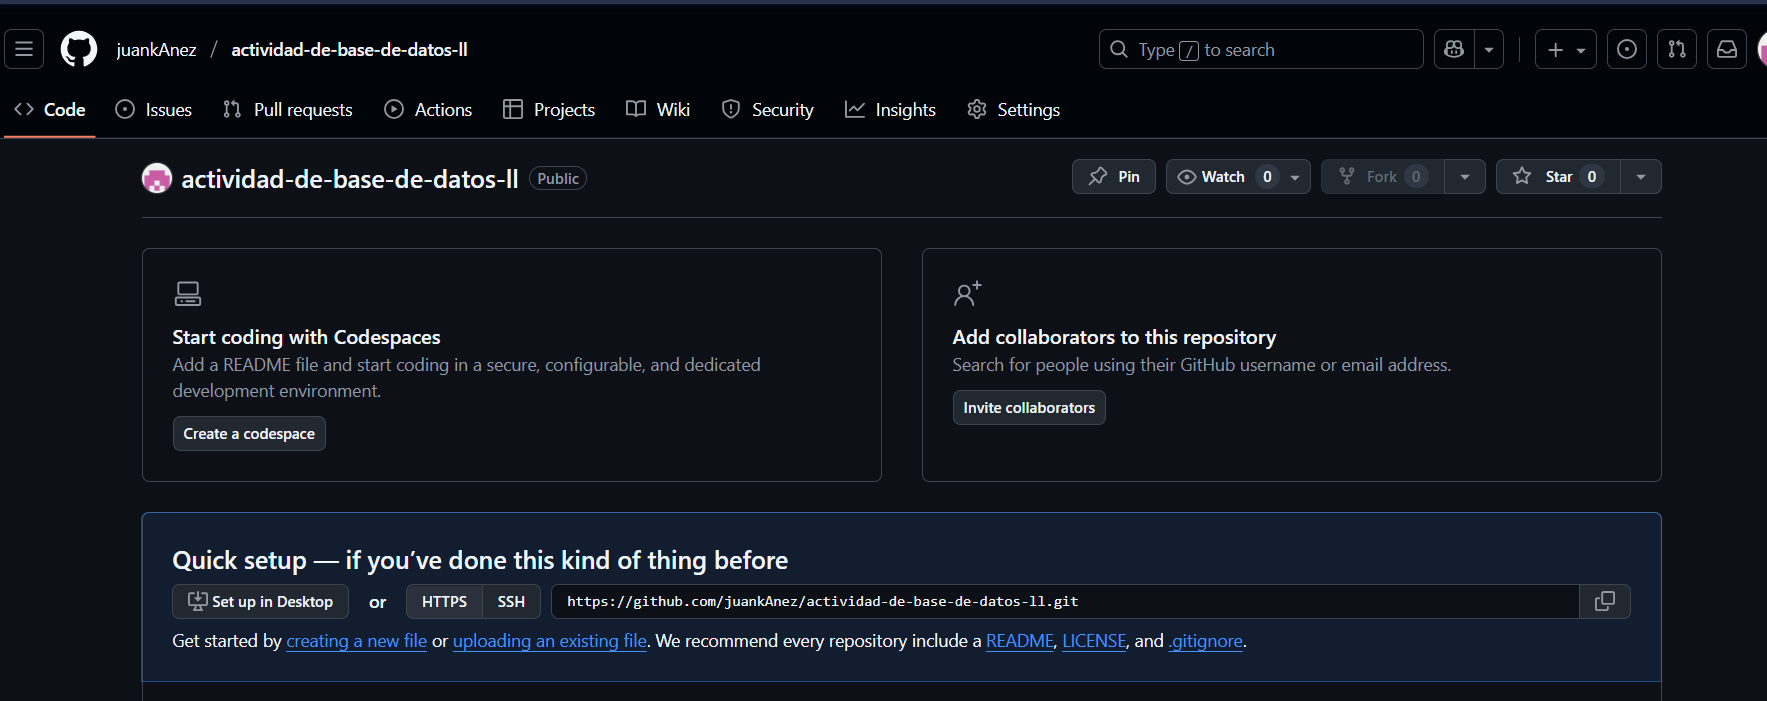 juankAnez / actividad-de-base-de-datos-ll
Type / to search
Code Issues Pull requests Actions Projects Wiki Security Insights Settings
actividad-de-base-de-datos-ll Public
Pin Watch 0 Fork 0 Star 0
Start coding with Codespaces
Add a README file and start coding in a secure, configurable, and dedicated
development environment.
Create a codespace
Add collaborators to this repository
Search for people using their GitHub username or email address.
Invite collaborators
Quick setup — if you’ve done this kind of thing before
Set up in Desktop or HTTPS SSH https://github.com/juankAnez/actividad-de-base-de-datos-ll.git
Get started by creating a new file or uploading an existing file. We recommend every repository include a README, LICENSE, and .gitignore.